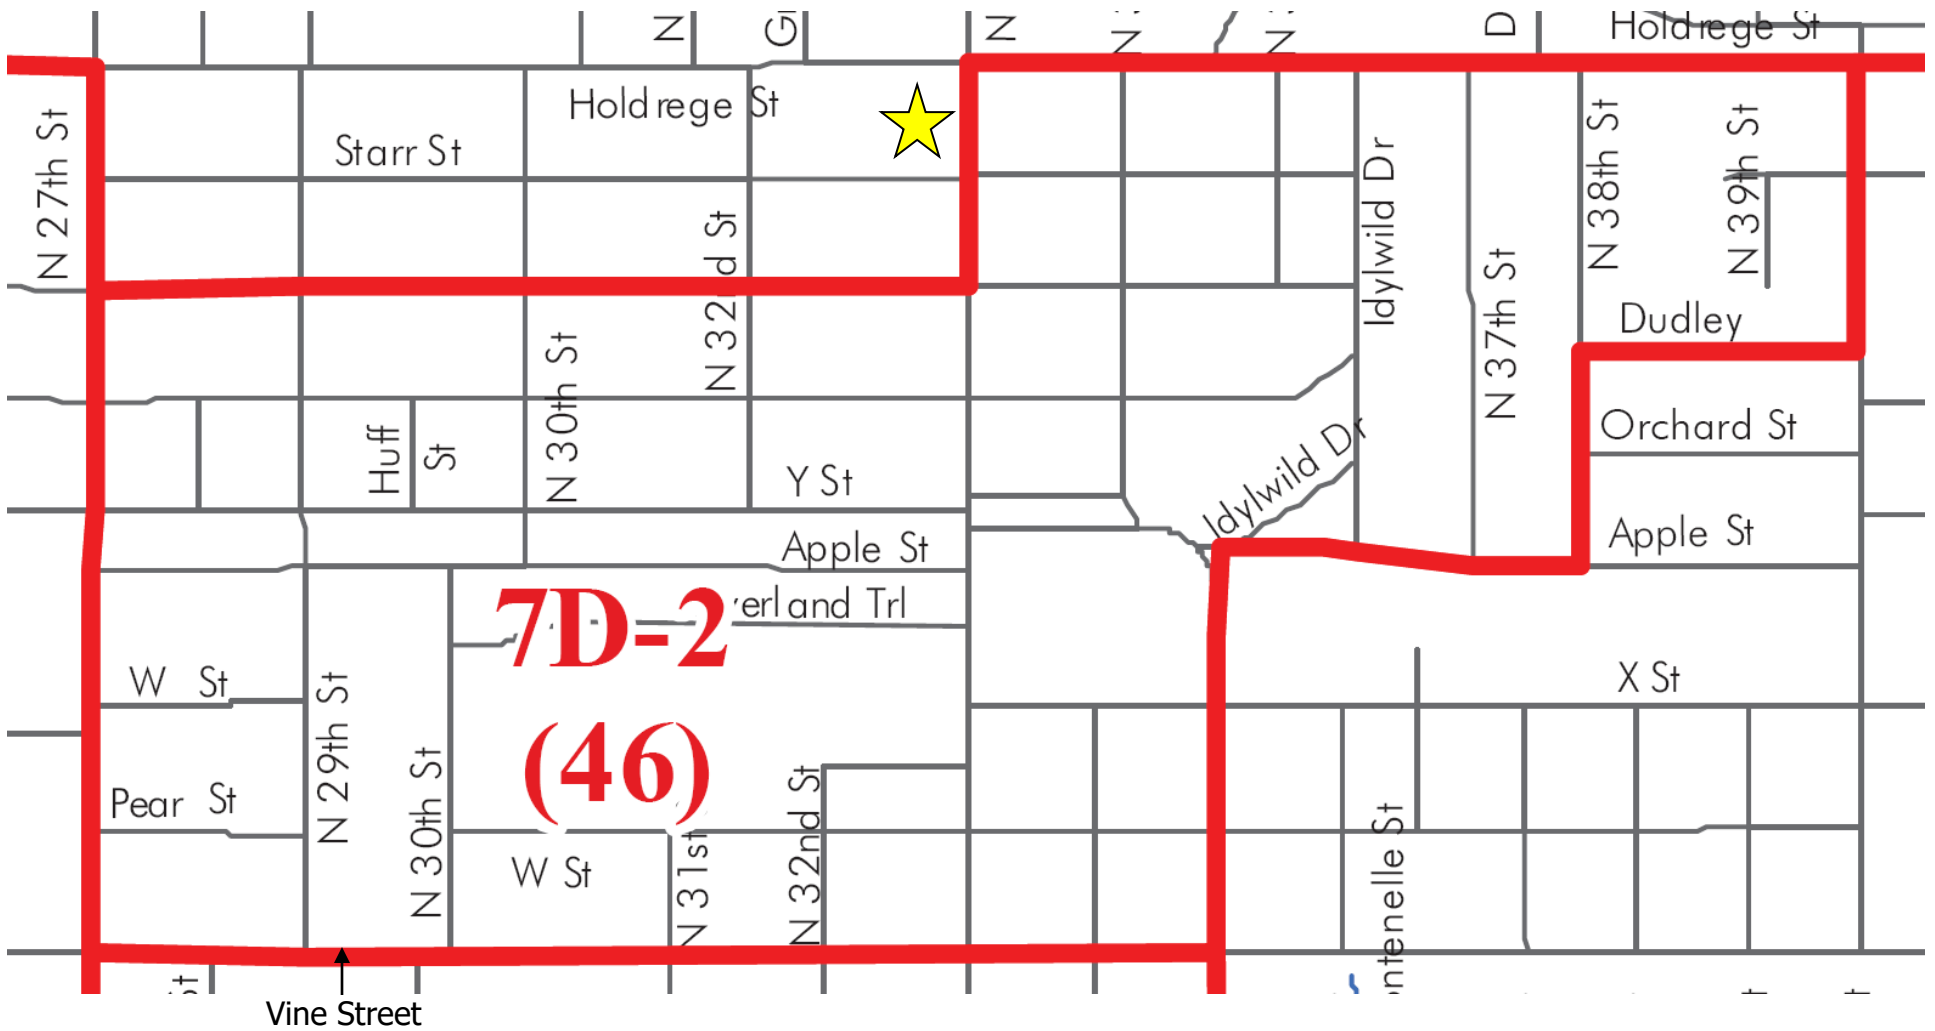 N
N
D
Holdrege St
Holdrege St
Starr St
N 27th St
N 32nd St
Idylwild Dr
N 38th St
N 39th St
N 37th St
Dudley
N 30th St
Huff
St
Y St
Orchard St
Idylwild Dr
Apple St
Apple St
7D-2
erland Trl
W St
X St
N 29th St
(46)
N 30th St
N 32nd St
Pear St
N 31st
W St
ontenelle St
St
Vine Street